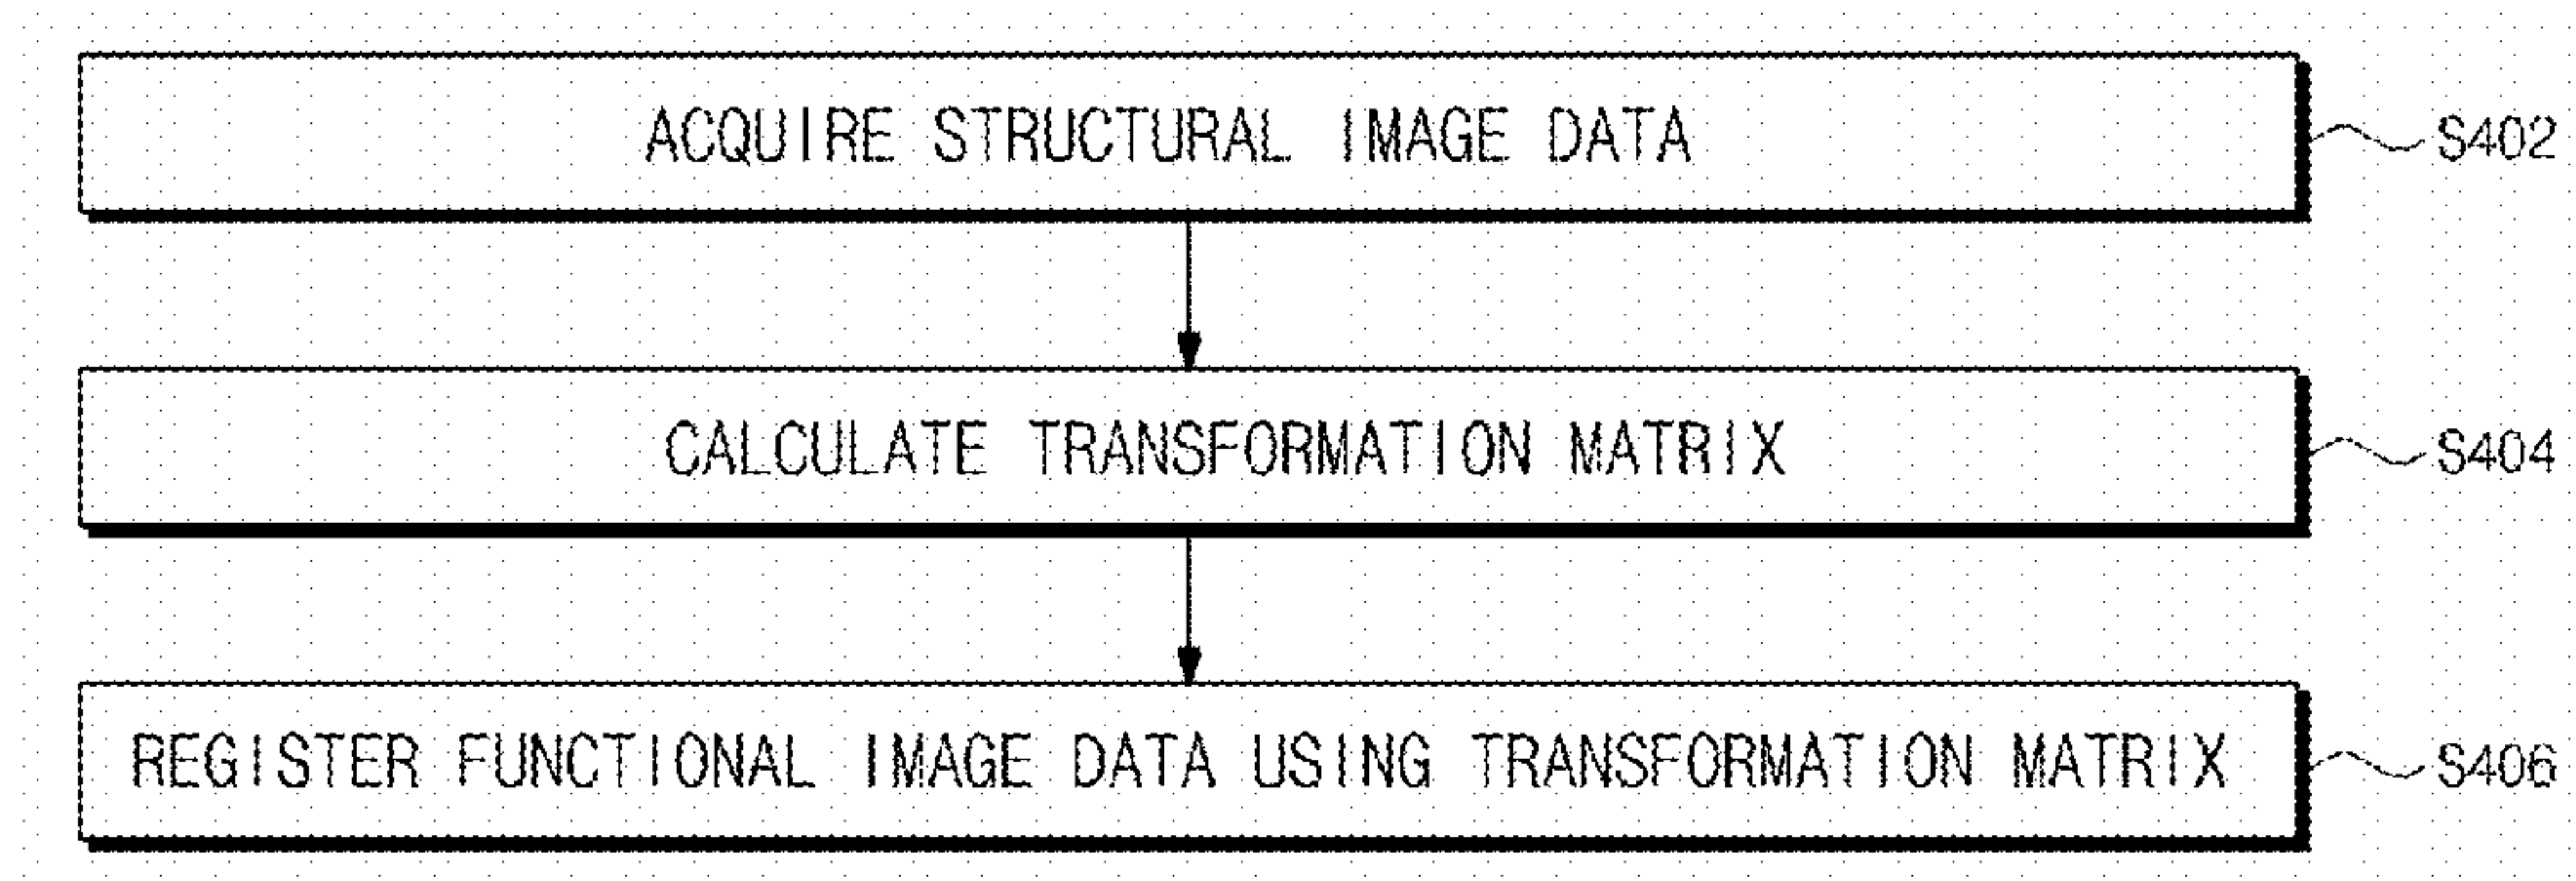 ACQUIRE STRUCTURAL IMAGE DATA S402
CALCULATE TRANSFORMATION MATRIX S404
REGISTER FUNCTIONAL IMAGE DATA USING TRANSFORMATION MATRIX S406